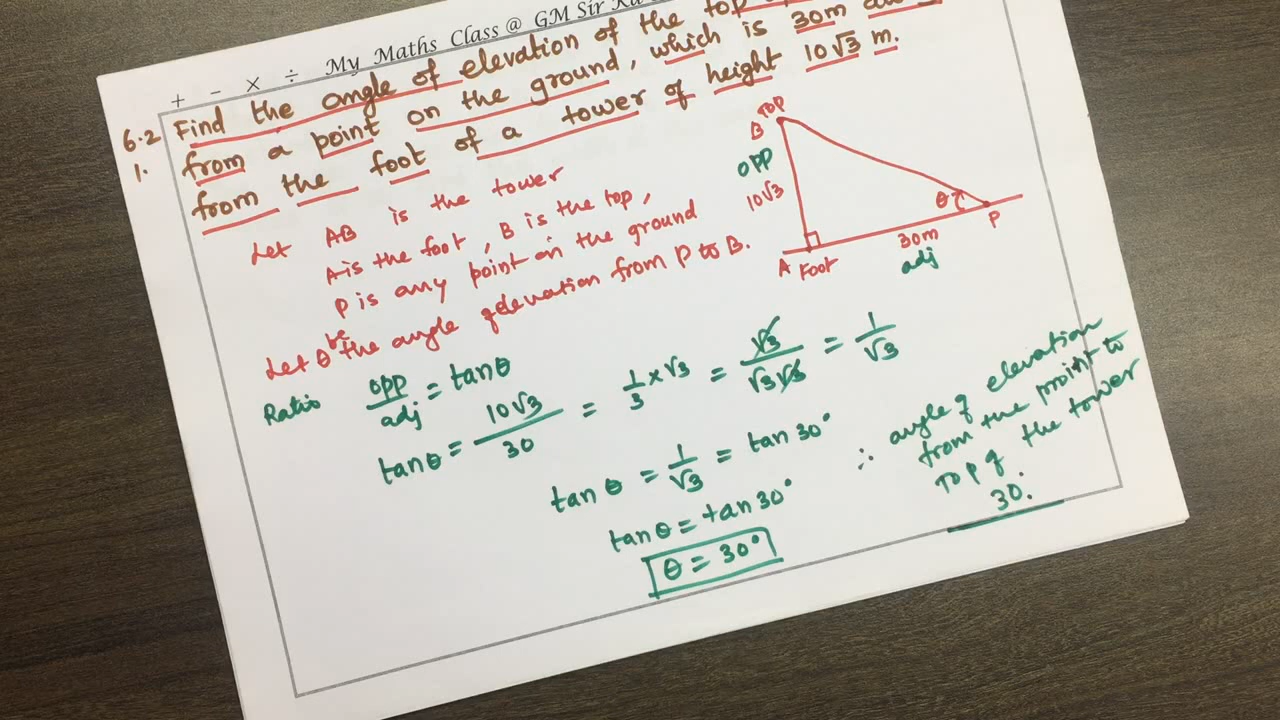 My Maths Class @ GM Sir
+ - × ÷
6.2
1.
Find the angle of elevation of the top
from a point on the ground, which is 30m
from the foot of a tower of height 10√3 m.
Let AB is the tower
A is the foot, B is the top,
P is any point on the ground
Let θ be the angle of elevation from P to B.
TOP
B
OPP
10√3
θ
P
30m
adj
A Foot
Ratio OPP/adj = tanθ
tanθ = 10√3/30 = 1/3 × √3 = √3/√3√3 = 1/√3
tan θ = 1/√3 = tan 30°
tanθ = tan 30°
θ = 30°
∴ angle of elevation
from the point to
TOP of the tower
30.